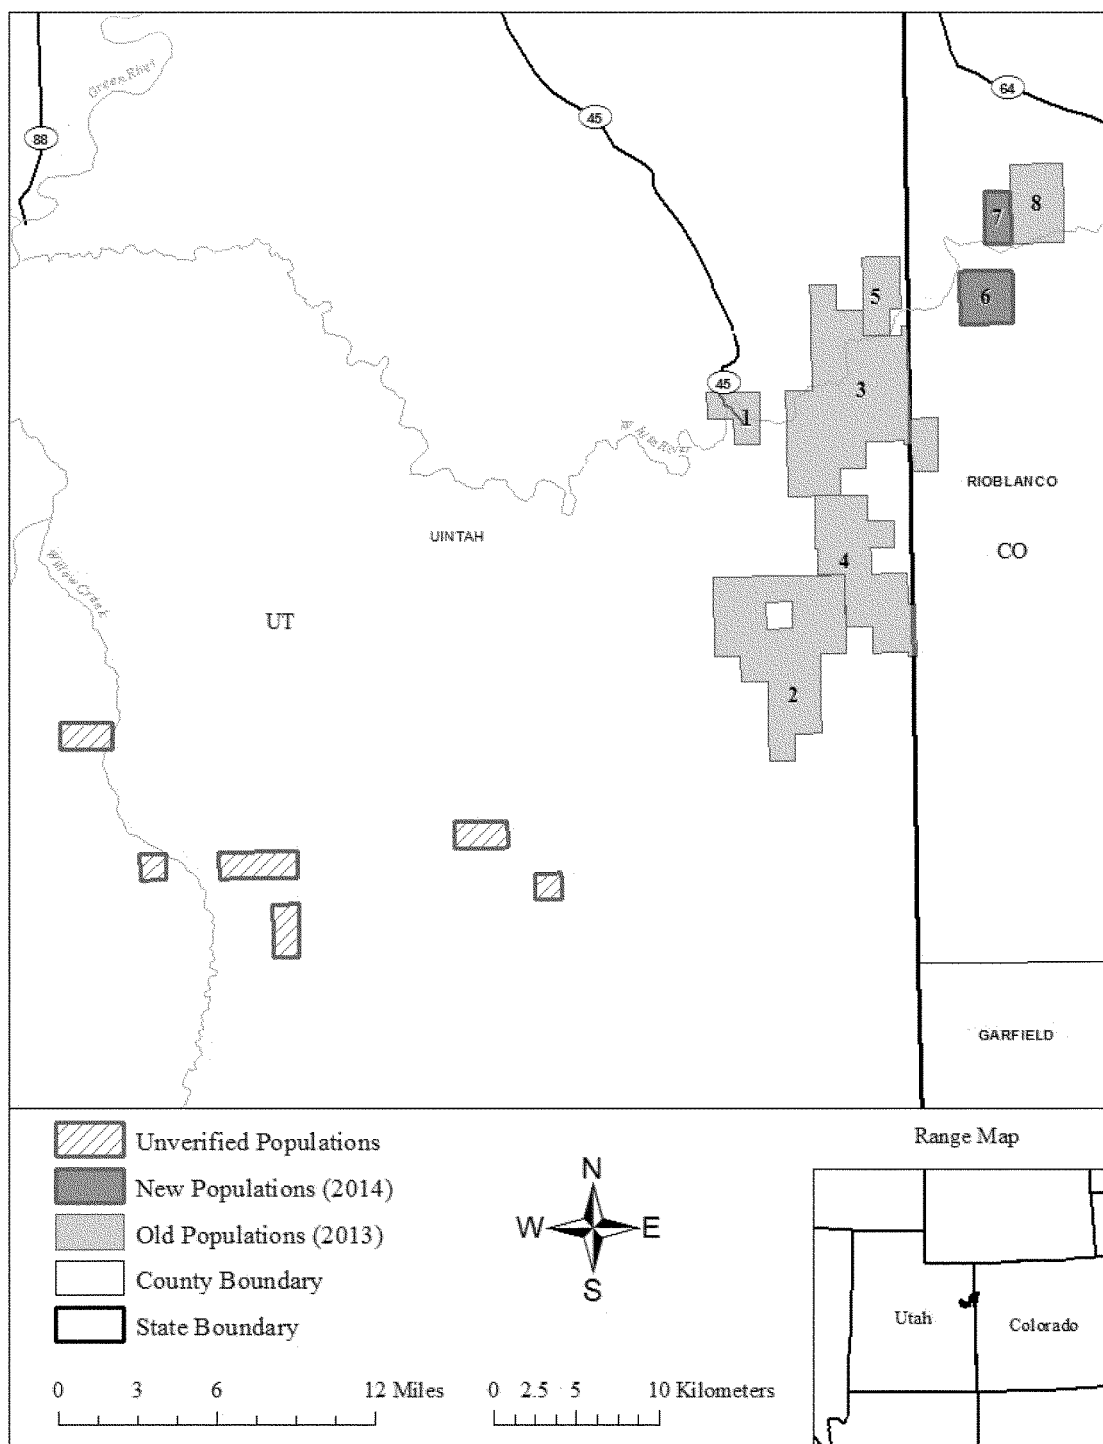 Green River
64
45
88
7
8
5
6
45
3
1
White River
RIOBLANCO
UINTAH
CO
4
Willow Creek
UT
2
GARFIELD
Unverified Populations
New Populations (2014)
Old Populations (2013)
County Boundary
State Boundary
N
W E
S
Range Map
Utah
Colorado
0 3 6 12 Miles
0 2.5 5 10 Kilometers